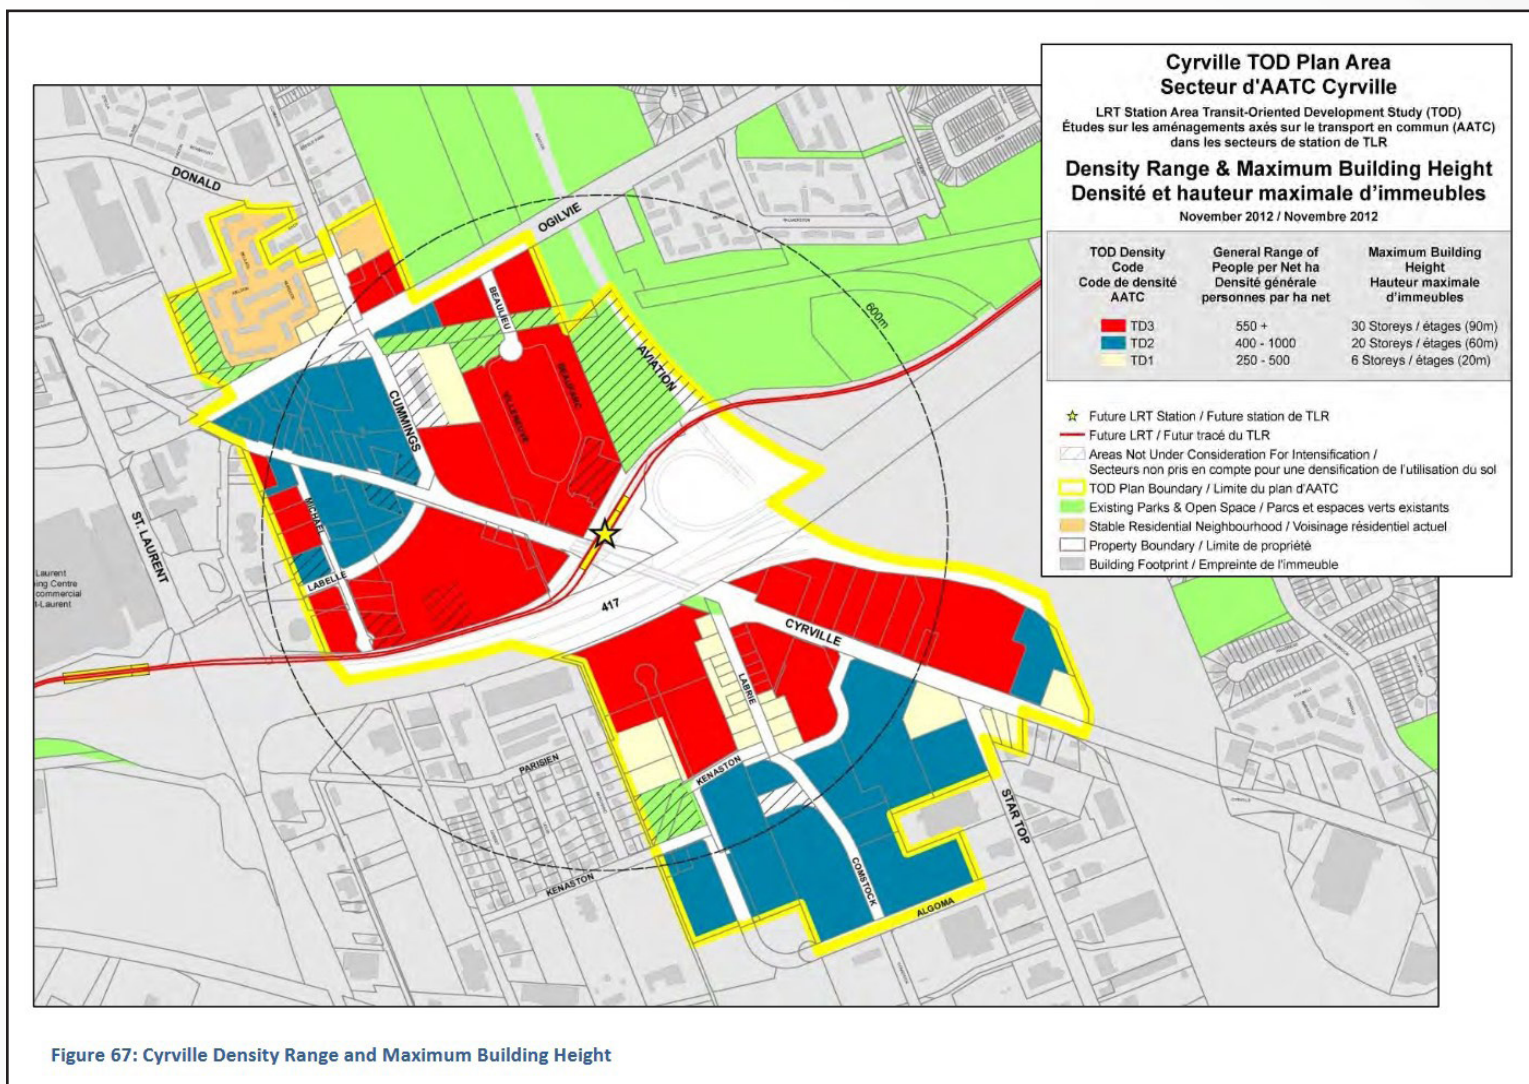 Cyrville TOD Plan Area
Secteur d'AATC Cyrville
LRT Station Area Transit-Oriented Development Study (TOD)
Études sur les aménagements axés sur le transport en commun (AATC)
dans les secteurs de station de TLR
Density Range & Maximum Building Height
Densité et hauteur maximale d'immeubles
November 2012 / Novembre 2012
TOD Density
Code
Code de densité
AATC
General Range of
People per Net ha
Densité générale
personnes par ha net
Maximum Building
Height
Hauteur maximale
d'immeubles
TD3 550 + 30 Storeys / étages (90m)
TD2 400 - 1000 20 Storeys / étages (60m)
TD1 250 - 500 6 Storeys / étages (20m)
Future LRT Station / Future station de TLR
Future LRT / Futur tracé du TLR
Areas Not Under Consideration For Intensification /
Secteurs non pris en compte pour une densification de l'utilisation du sol
TOD Plan Boundary / Limite du plan d'AATC
Existing Parks & Open Space / Parcs et espaces verts existants
Stable Residential Neighbourhood / Voisinage résidentiel actuel
Property Boundary / Limite de propriété
Building Footprint / Empreinte de l'immeuble
DONALD
OGILVIE
BEAULIEU
600m
AVIATION
BEAUPARC
VILLENEUVE
CUMMINGS
MICHAEL
ST. LAURENT
LABELLE
Laurent
ing Centre
commercial
t-Laurent
417
CYRVILLE
LABRIE
PARISIEN
KENASTON
STAR TOP
KENASTON
COMSTOCK
ALGOMA
Figure 67: Cyrville Density Range and Maximum Building Height